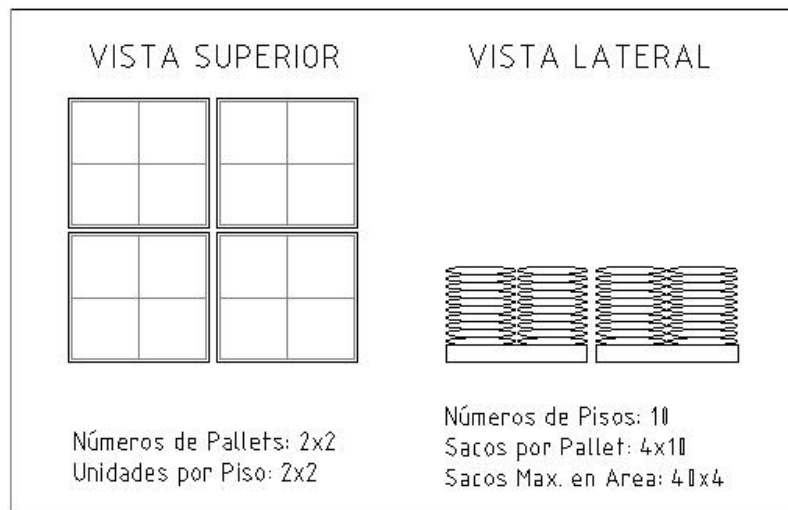 VISTA SUPERIOR
VISTA LATERAL
Números de Pallets: 2x2
Unidades por Piso: 2x2
Números de Pisos: 10
Sacos por Pallet: 4x10
Sacos Max. en Area: 40x4